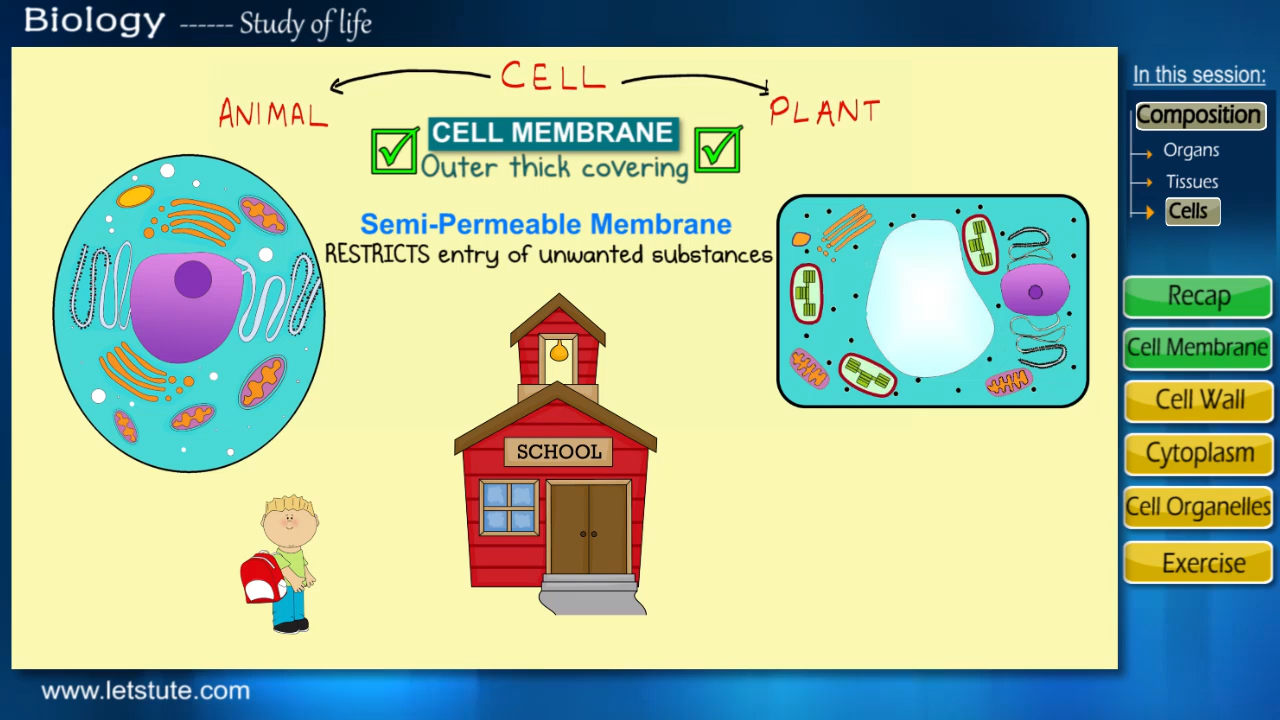 Biology ------ Study of life
CELL
ANIMAL
PLANT
CELL MEMBRANE
Outer thick covering
Semi-Permeable Membrane
RESTRICTS entry of unwanted substances
SCHOOL
In this session:
Composition
Organs
Tissues
Cells
Recap
Cell Membrane
Cell Wall
Cytoplasm
Cell Organelles
Exercise
www.letstute.com